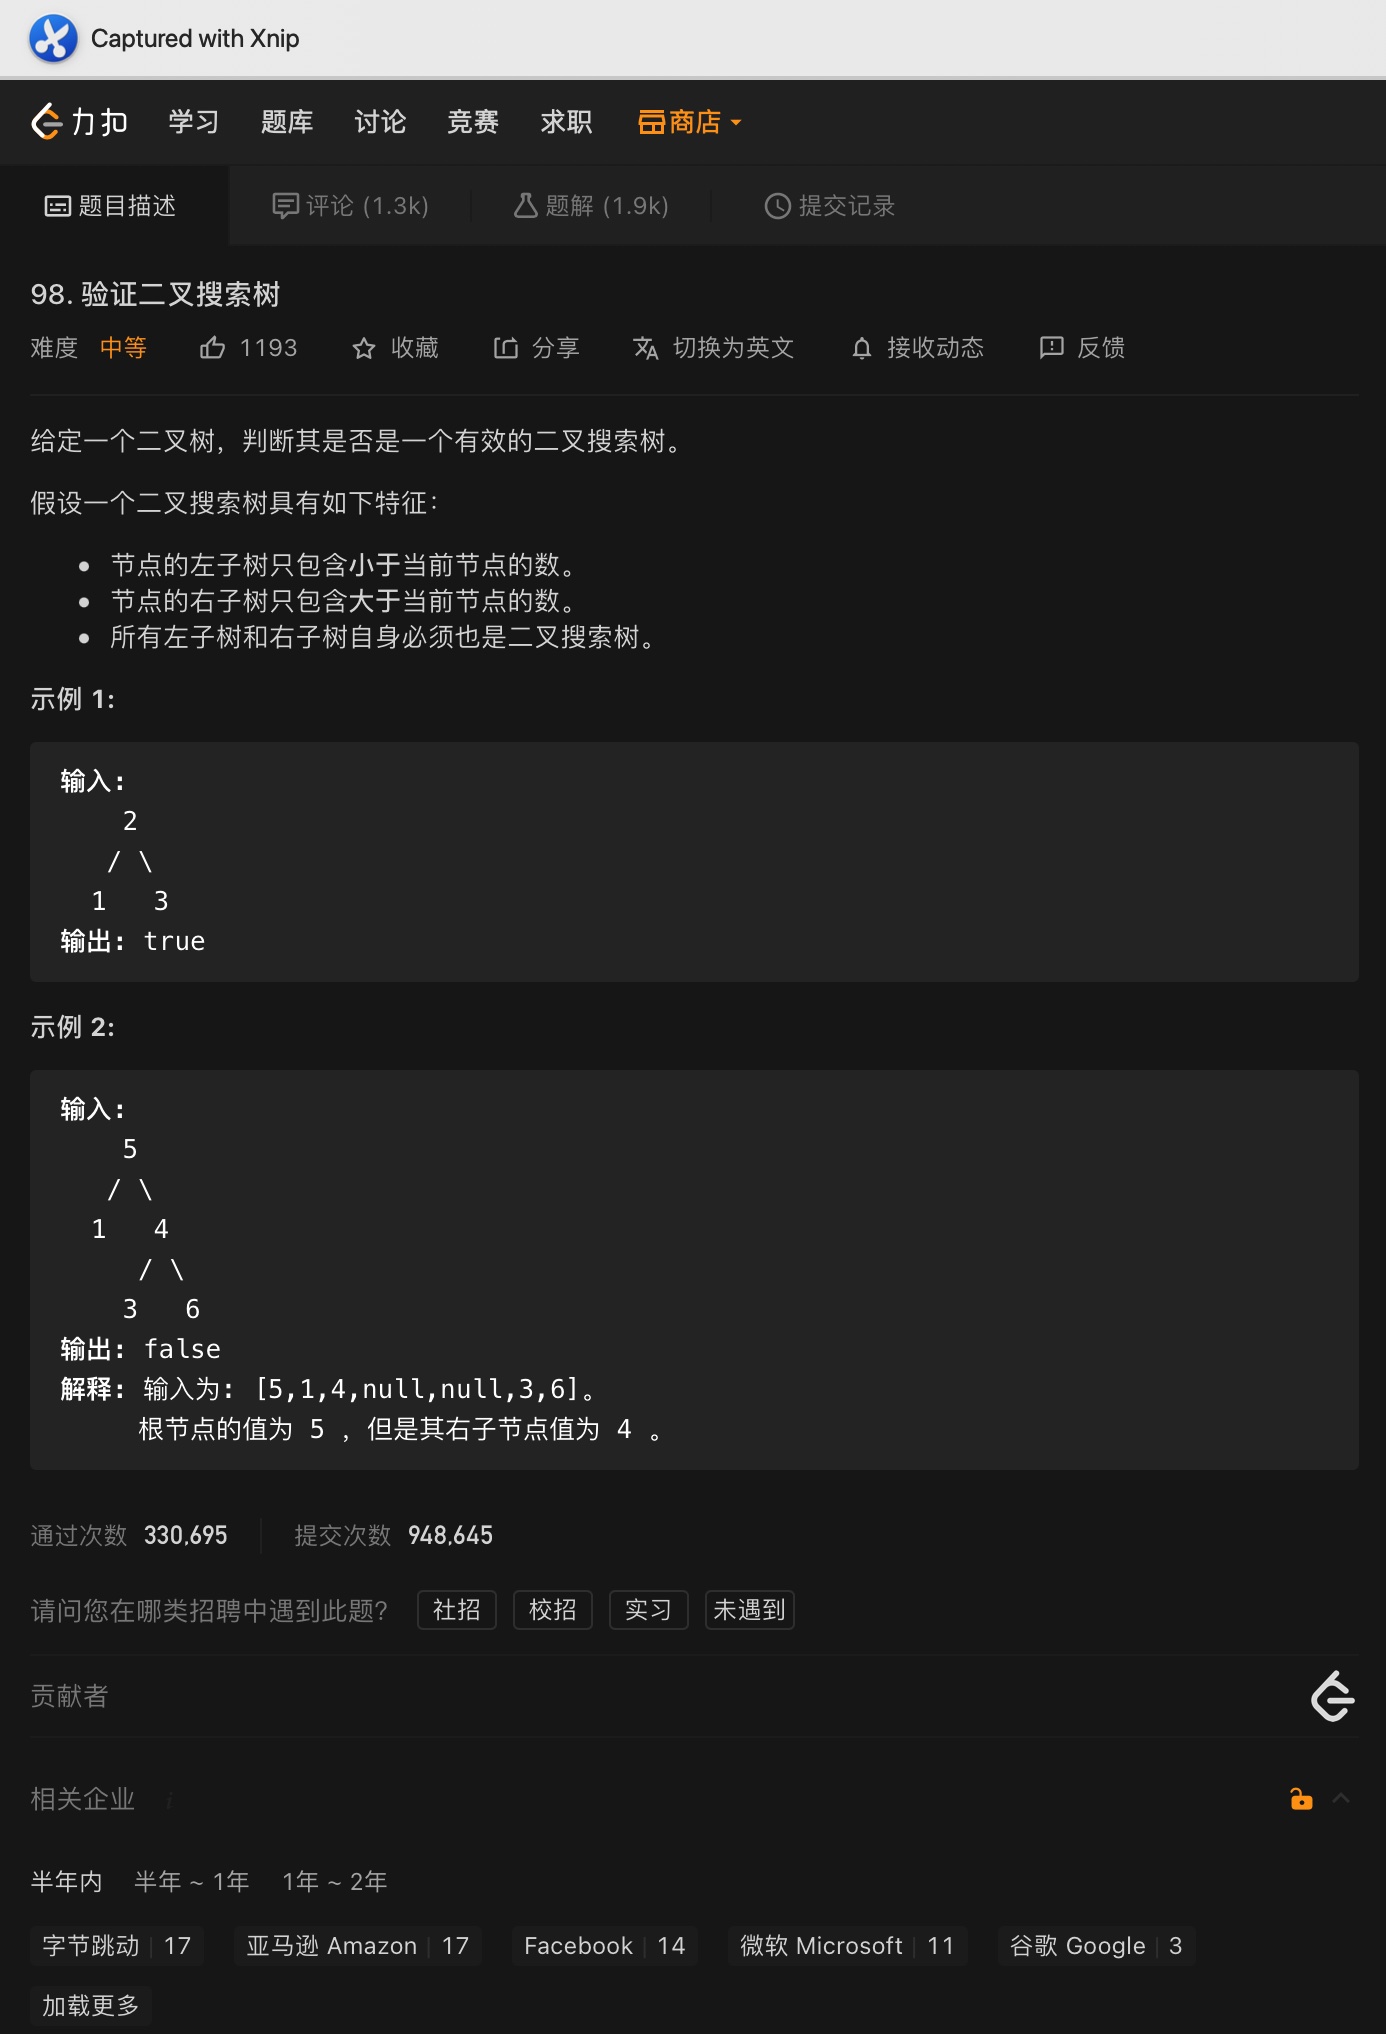 Captured with Xnip
力扣 学习 题库 讨论 竞赛 求职 商店
题目描述 评论 (1.3k) 题解 (1.9k) 提交记录
98. 验证二叉搜索树
难度 中等 1193 收藏 分享 切换为英文 接收动态 反馈
给定一个二叉树，判断其是否是一个有效的二叉搜索树。
假设一个二叉搜索树具有如下特征：
节点的左子树只包含小于当前节点的数。
节点的右子树只包含大于当前节点的数。
所有左子树和右子树自身必须也是二叉搜索树。
示例 1:
输入:
    2
   / \
  1   3
输出: true
示例 2:
输入:
    5
   / \
  1   4
     / \
    3   6
输出: false
解释: 输入为: [5,1,4,null,null,3,6]。
     根节点的值为 5 ，但是其右子节点值为 4 。
通过次数 330,695 提交次数 948,645
请问您在哪类招聘中遇到此题？ 社招 校招 实习 未遇到
贡献者
相关企业 i
半年内 半年 ~ 1年 1年 ~ 2年
字节跳动 17 亚马逊 Amazon 17 Facebook 14 微软 Microsoft 11 谷歌 Google 3
加载更多